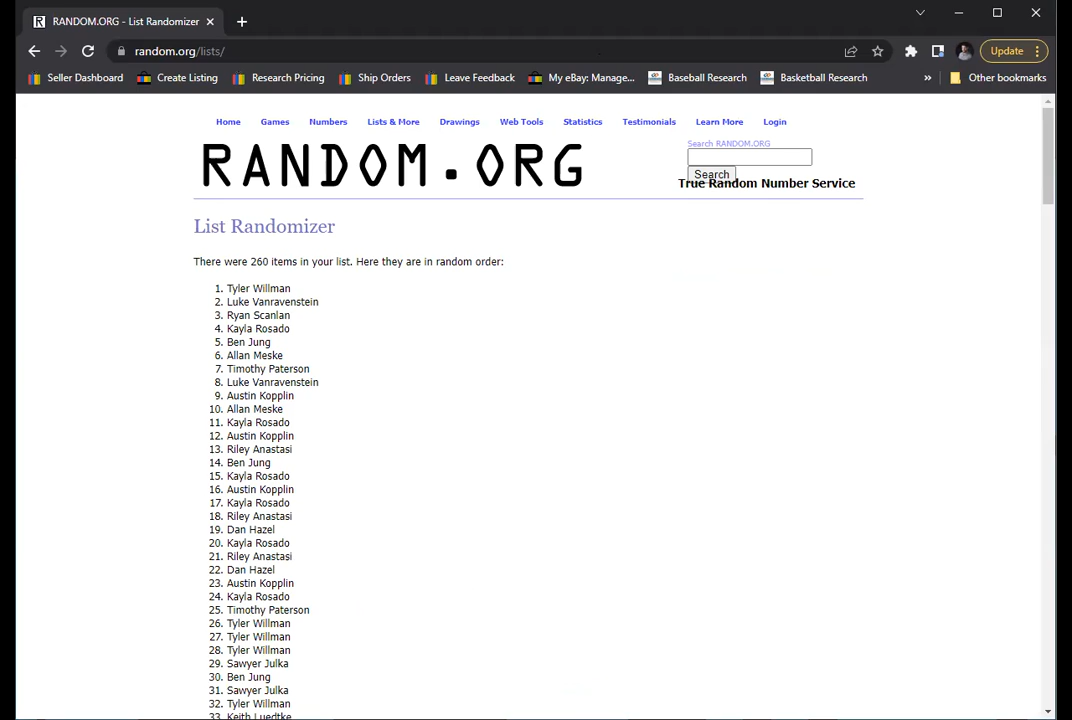 RANDOM.ORG - List Randomizer
random.org/lists/
Update
Seller Dashboard
Create Listing
Research Pricing
Ship Orders
Leave Feedback
My eBay: Manage...
Baseball Research
Basketball Research
»
Other bookmarks
Home Games Numbers Lists & More Drawings Web Tools Statistics Testimonials Learn More Login
RANDOM.ORG
Search RANDOM.ORG
Search
True Random Number Service
List Randomizer
There were 260 items in your list. Here they are in random order:
1. Tyler Willman
2. Luke Vanravenstein
3. Ryan Scanlan
4. Kayla Rosado
5. Ben Jung
6. Allan Meske
7. Timothy Paterson
8. Luke Vanravenstein
9. Austin Kopplin
10. Allan Meske
11. Kayla Rosado
12. Austin Kopplin
13. Riley Anastasi
14. Ben Jung
15. Kayla Rosado
16. Austin Kopplin
17. Kayla Rosado
18. Riley Anastasi
19. Dan Hazel
20. Kayla Rosado
21. Riley Anastasi
22. Dan Hazel
23. Austin Kopplin
24. Kayla Rosado
25. Timothy Paterson
26. Tyler Willman
27. Tyler Willman
28. Tyler Willman
29. Sawyer Julka
30. Ben Jung
31. Sawyer Julka
32. Tyler Willman
33. Keith Luedtke